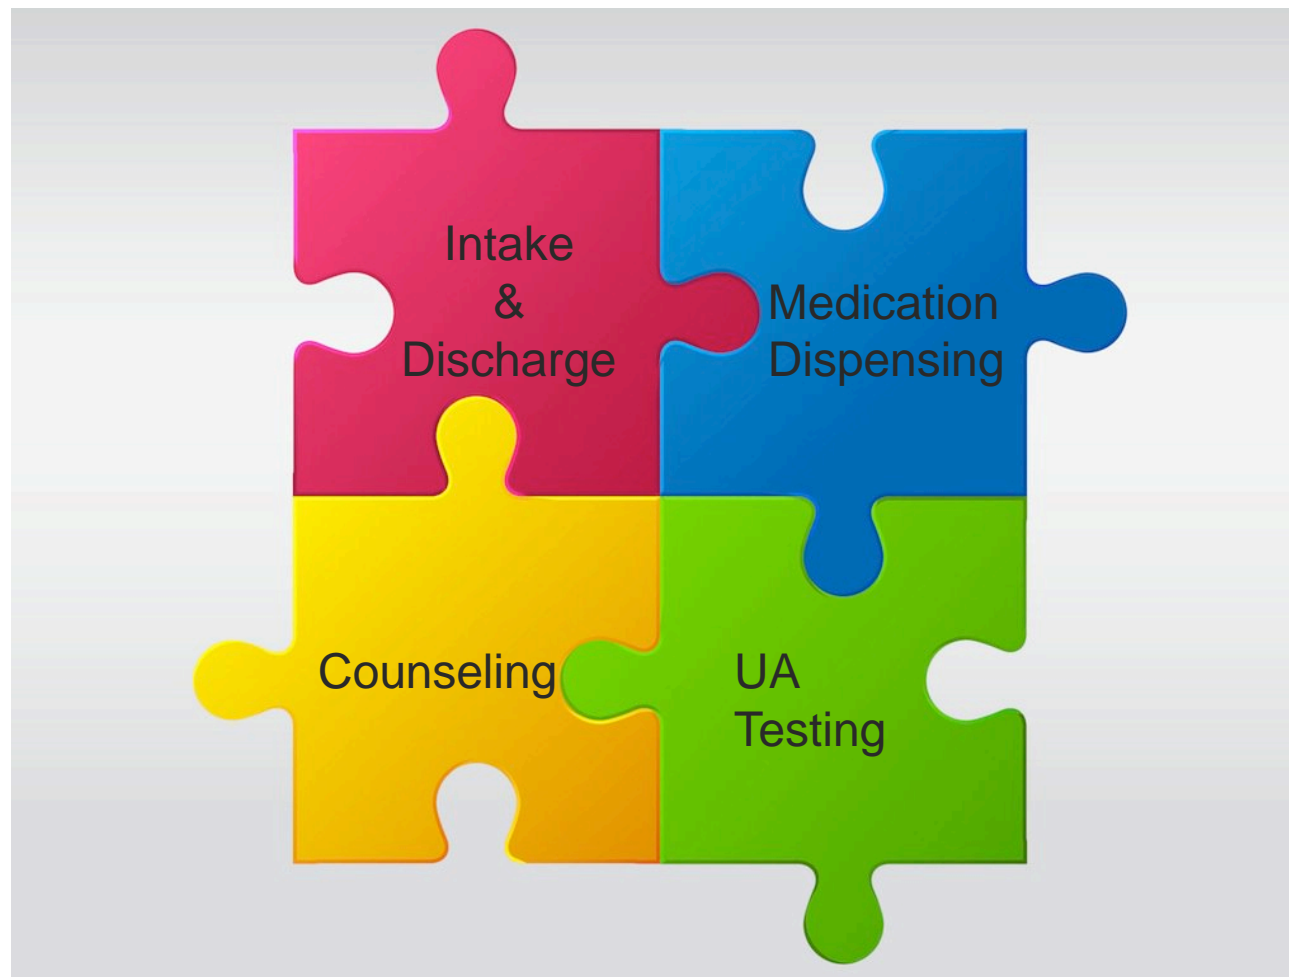 Intake
&
Discharge
Medication
Dispensing
Counseling
UA
Testing